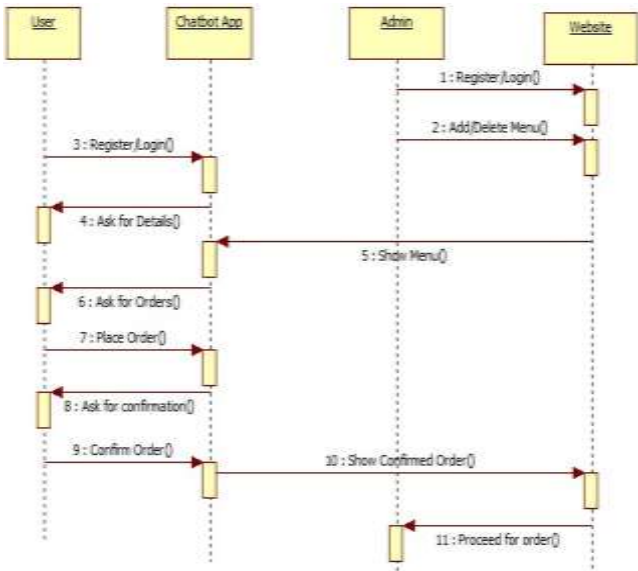 User
Chatbot App
Admin
Website
1 : Register/Login()
2 : Add/Delete Menu()
3 : Register/Login()
4 : Ask for Details()
5 : Show Menu()
6 : Ask for Orders()
7 : Place Order()
8 : Ask for confirmation()
9 : Confirm Order()
10 : Show Confirmed Order()
11 : Proceed for order()